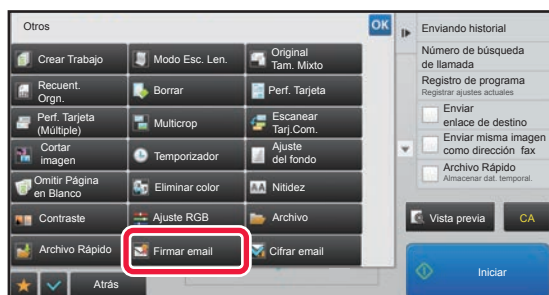 Otros
OK
Crear Trabajo
Modo Esc. Len.
Original
Tam. Mixto
Recuent.
Orgn.
Borrar
Perf. Tarjeta
Perf. Tarjeta
(Múltiple)
Multicrop
Escanear
Tarj.Com.
Cortar
imagen
Temporizador
Ajuste
del fondo
Omitir Página
en Blanco
Eliminar color
AA Nitidez
Contraste
Ajuste RGB
Archivo
Archivo Rápido
Firmar email
Cifrar email
Atrás
Enviando historial
Número de búsqueda
de llamada
Registro de programa
Registrar ajustes actuales
Enviar
enlace de destino
Enviar misma imagen
como dirección fax
Archivo Rápido
Almacenar dat. temporal.
Vista previa
CA
Iniciar